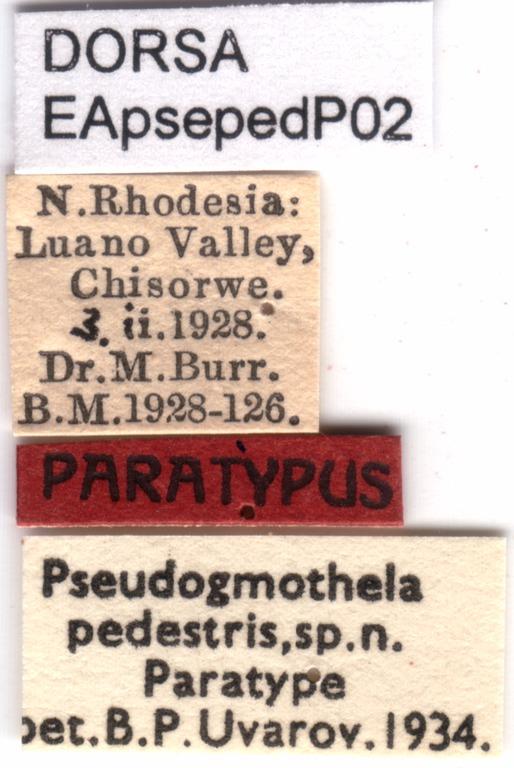 DORSA
EApsepedP02
N.Rhodesia:
Luano Valley,
Chisorwe.
3.ii.1928.
Dr.M.Burr.
B.M.1928-126.
PARATYPUS
Pseudogmothela
pedestris,sp.n.
Paratype
Det.B.P.Uvarov.1934.